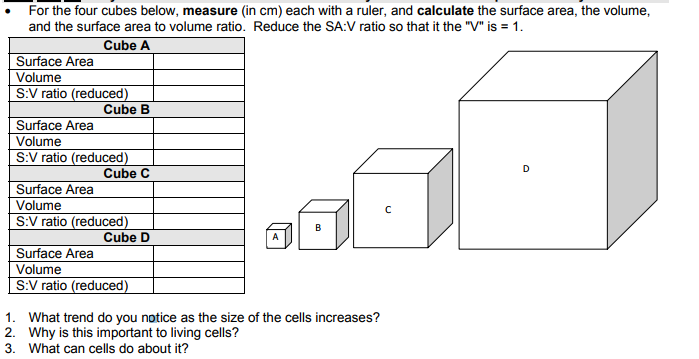 • For the four cubes below, measure (in cm) each with a ruler, and calculate the surface area, the volume,
and the surface area to volume ratio. Reduce the SA:V ratio so that it the "V" is = 1.
Cube A
Surface Area
Volume
S:V ratio (reduced)
Cube B
Surface Area
Volume
S:V ratio (reduced)
Cube C
Surface Area
Volume
S:V ratio (reduced)
Cube D
Surface Area
Volume
S:V ratio (reduced)
A
B
C
D
1. What trend do you notice as the size of the cells increases?
2. Why is this important to living cells?
3. What can cells do about it?